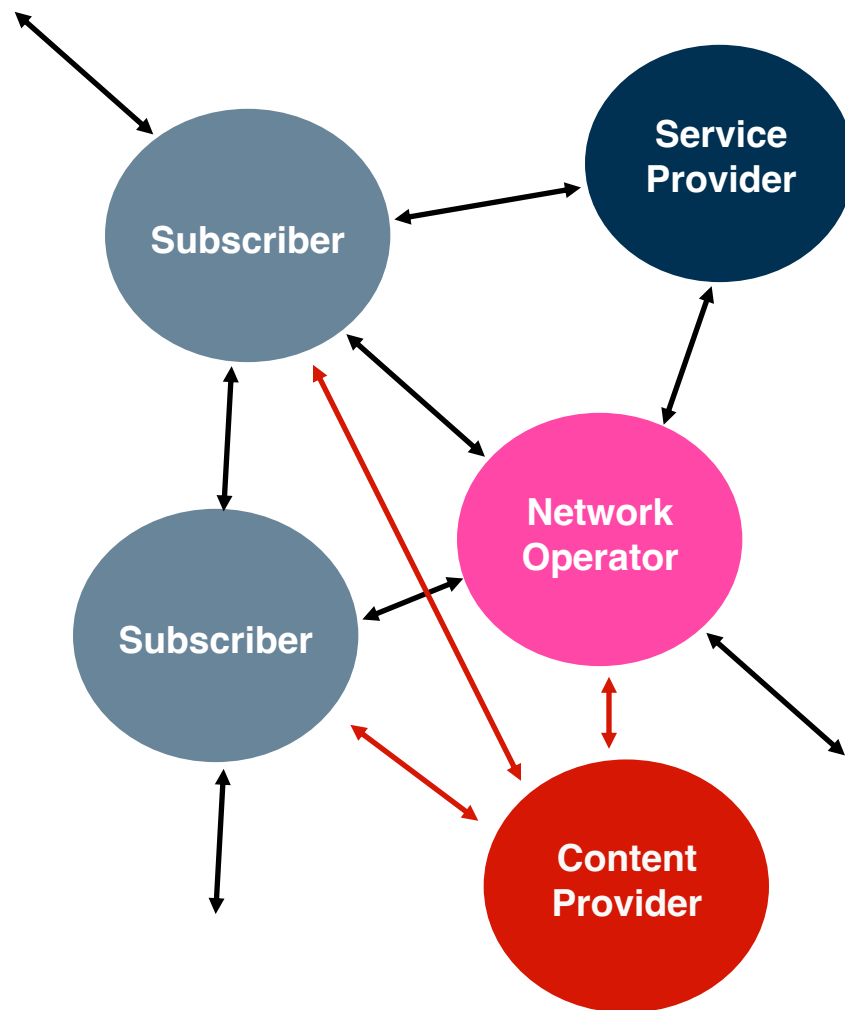 Service
Provider
Subscriber
Network
Operator
Subscriber
Content
Provider